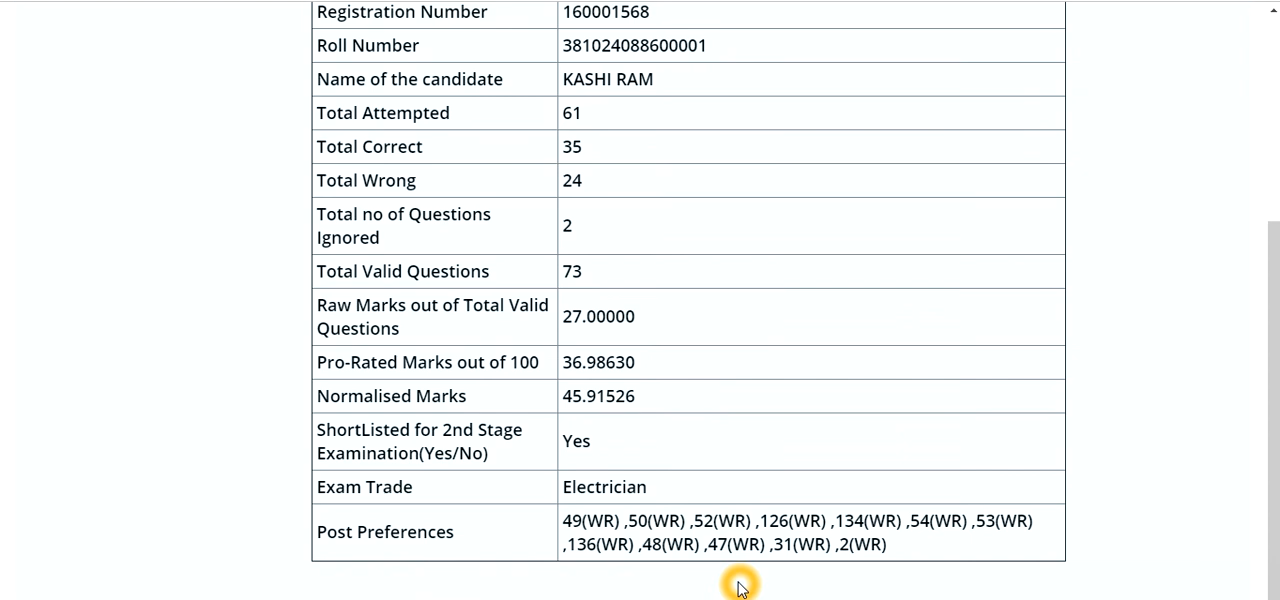 Registration Number 160001568
Roll Number 381024088600001
Name of the candidate KASHI RAM
Total Attempted 61
Total Correct 35
Total Wrong 24
Total no of Questions
Ignored 2
Total Valid Questions 73
Raw Marks out of Total Valid
Questions 27.00000
Pro-Rated Marks out of 100 36.98630
Normalised Marks 45.91526
ShortListed for 2nd Stage
Examination(Yes/No) Yes
Exam Trade Electrician
Post Preferences 49(WR) ,50(WR) ,52(WR) ,126(WR) ,134(WR) ,54(WR) ,53(WR)
,136(WR) ,48(WR) ,47(WR) ,31(WR) ,2(WR)